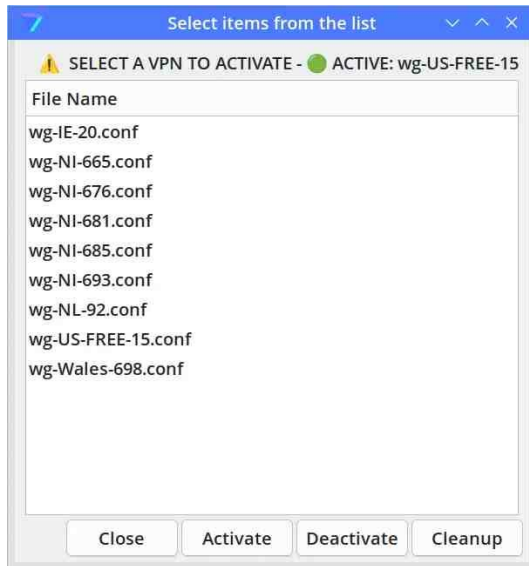 Select items from the list
⚠️ SELECT A VPN TO ACTIVATE - 🟢 ACTIVE: wg-US-FREE-15
File Name
wg-IE-20.conf
wg-NI-665.conf
wg-NI-676.conf
wg-NI-681.conf
wg-NI-685.conf
wg-NI-693.conf
wg-NL-92.conf
wg-US-FREE-15.conf
wg-Wales-698.conf
Close Activate Deactivate Cleanup